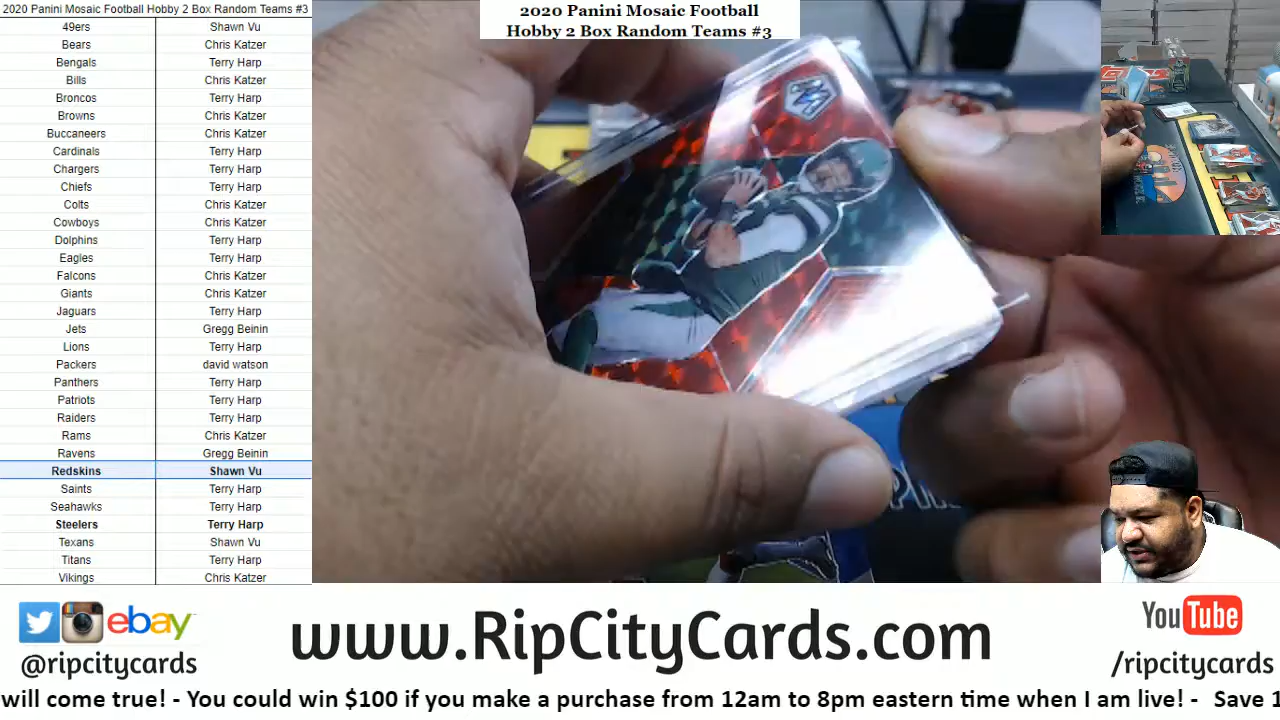 2020 Panini Mosaic Football Hobby 2 Box Random Teams #3
49ers Shawn Vu
Bears Chris Katzer
Bengals Terry Harp
Bills Chris Katzer
Broncos Terry Harp
Browns Chris Katzer
Buccaneers Chris Katzer
Cardinals Terry Harp
Chargers Terry Harp
Chiefs Terry Harp
Colts Chris Katzer
Cowboys Chris Katzer
Dolphins Terry Harp
Eagles Terry Harp
Falcons Chris Katzer
Giants Chris Katzer
Jaguars Terry Harp
Jets Gregg Beinin
Lions Terry Harp
Packers david watson
Panthers Terry Harp
Patriots Terry Harp
Raiders Terry Harp
Rams Chris Katzer
Ravens Gregg Beinin
Redskins Shawn Vu
Saints Terry Harp
Seahawks Terry Harp
Steelers Terry Harp
Texans Shawn Vu
Titans Terry Harp
Vikings Chris Katzer
2020 Panini Mosaic Football
Hobby 2 Box Random Teams #3
ebay
@ripcitycards
www.RipCityCards.com
YouTube
/ripcitycards
will come true! - You could win $100 if you make a purchase from 12am to 8pm eastern time when I am live! - Save 1